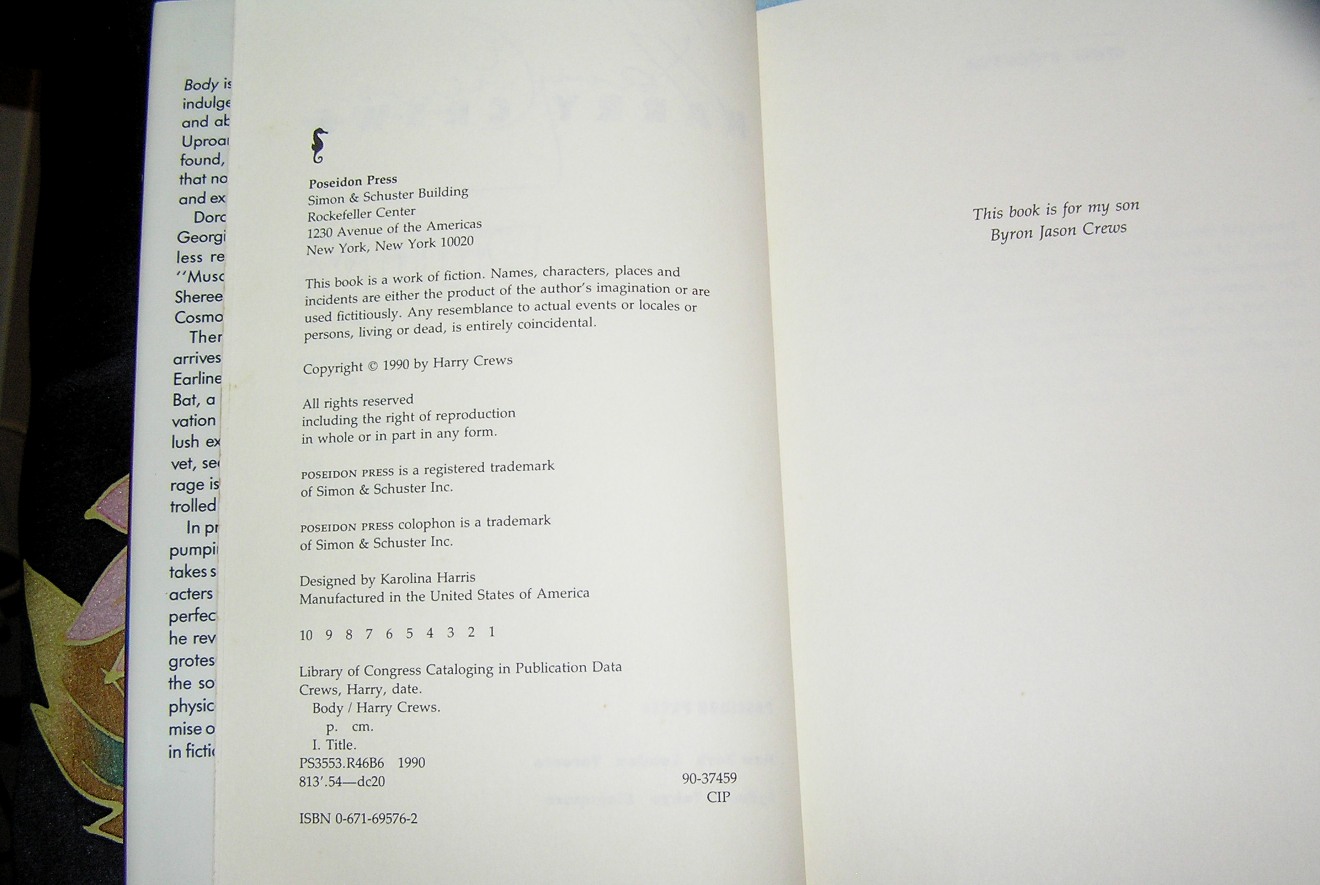 Body is
indulge
and ab
Uproar
found,
that no
and ex
Doro
Georgi
less re
"Musc
Sheree
Cosmo
Ther
arrives
Earline
Bat, a
vation
lush ex
vet, se
rage is
trolled
In pr
pumpi
takes s
acters
perfec
he rev
grotes
the so
physic
mise o
in fictio
Poseidon Press
Simon & Schuster Building
Rockefeller Center
1230 Avenue of the Americas
New York, New York 10020
This book is a work of fiction. Names, characters, places and
incidents are either the product of the author's imagination or are
used fictitiously. Any resemblance to actual events or locales or
persons, living or dead, is entirely coincidental.
Copyright © 1990 by Harry Crews
All rights reserved
including the right of reproduction
in whole or in part in any form.
POSEIDON PRESS is a registered trademark
of Simon & Schuster Inc.
POSEIDON PRESS colophon is a trademark
of Simon & Schuster Inc.
Designed by Karolina Harris
Manufactured in the United States of America
10 9 8 7 6 5 4 3 2 1
Library of Congress Cataloging in Publication Data
Crews, Harry, date.
Body / Harry Crews.
p. cm.
I. Title.
PS3553.R46B6 1990
813'.54—dc20
90-37459
CIP
ISBN 0-671-69576-2
This book is for my son
Byron Jason Crews